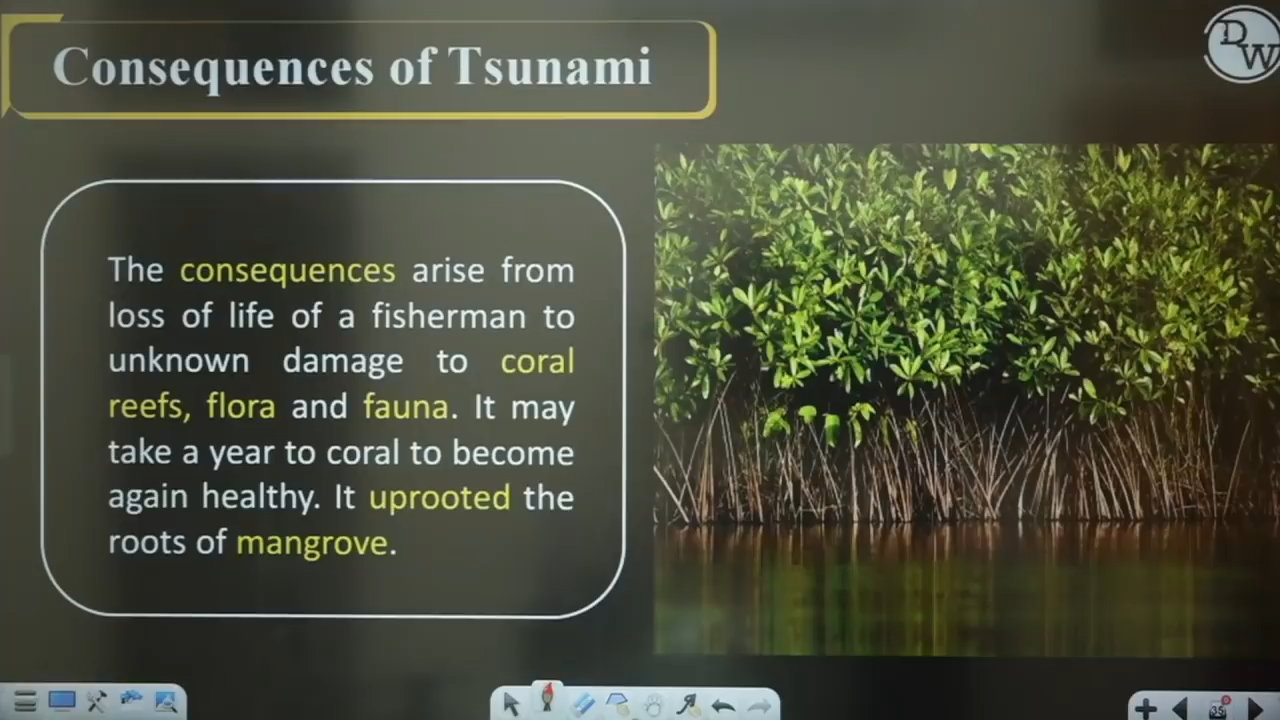 Consequences of Tsunami
DW
The consequences arise from
loss of life of a fisherman to
unknown damage to coral
reefs, flora and fauna. It may
take a year to coral to become
again healthy. It uprooted the
roots of mangrove.
35